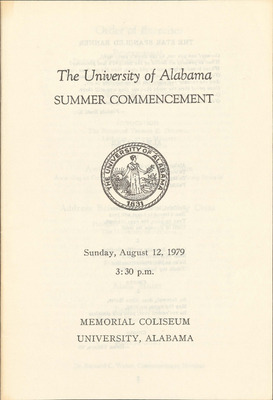 The University of Alabama
SUMMER COMMENCEMENT
THE UNIVERSITY OF ALABAMA
1831
Sunday, August 12, 1979
3:30 p.m.
MEMORIAL COLISEUM
UNIVERSITY, ALABAMA